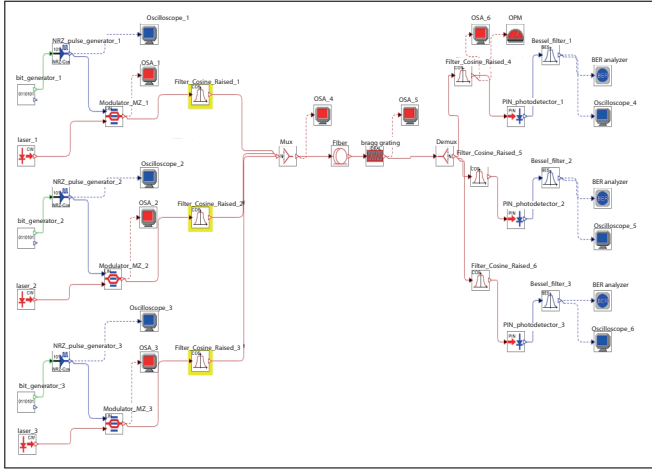 Oscilloscope_1
NRZ_pulse_generator_1
bit_generator_1
OSA_1
Filter_Cosine_Raised_1
Modulator_MZ_1
laser_1
Oscilloscope_2
NRZ_pulse_generator_2
OSA_2
Filter_Cosine_Raised_2
bit_generator_2
Modulator_MZ_2
laser_2
Oscilloscope_3
NRZ_pulse_generator_3
OSA_3
Filter_Cosine_Raised_3
bit_generator_3
Modulator_MZ_3
laser_3
Mux
OSA_4
Fiber
bragg grating
OSA_5
Demux
OSA_6
OPM
Filter_Cosine_Raised_4
Bessel_filter_1
BER analyzer
PIN_photodetector_1
Oscilloscope_4
Filter_Cosine_Raised_5
Bessel_filter_2
BER analyzer
PIN_photodetector_2
Oscilloscope_5
Filter_Cosine_Raised_6
Bessel_filter_3
BER analyzer
PIN_photodetector_3
Oscilloscope_6